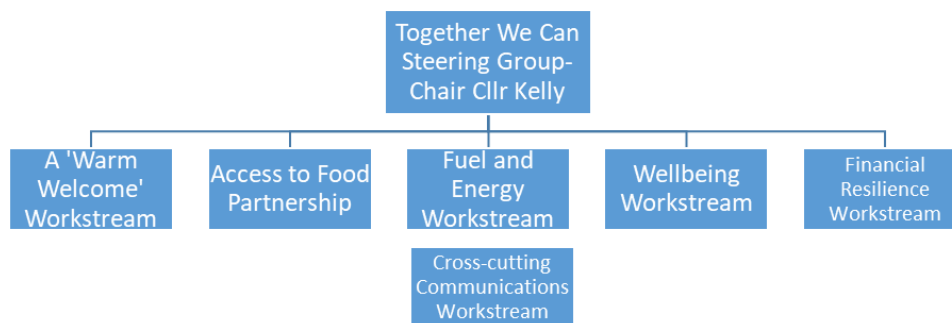 Together We Can
Steering Group-
Chair Cllr Kelly
A 'Warm
Welcome'
Workstream
Access to Food
Partnership
Fuel and
Energy
Workstream
Wellbeing
Workstream
Financial
Resilience
Workstream
Cross-cutting
Communications
Workstream